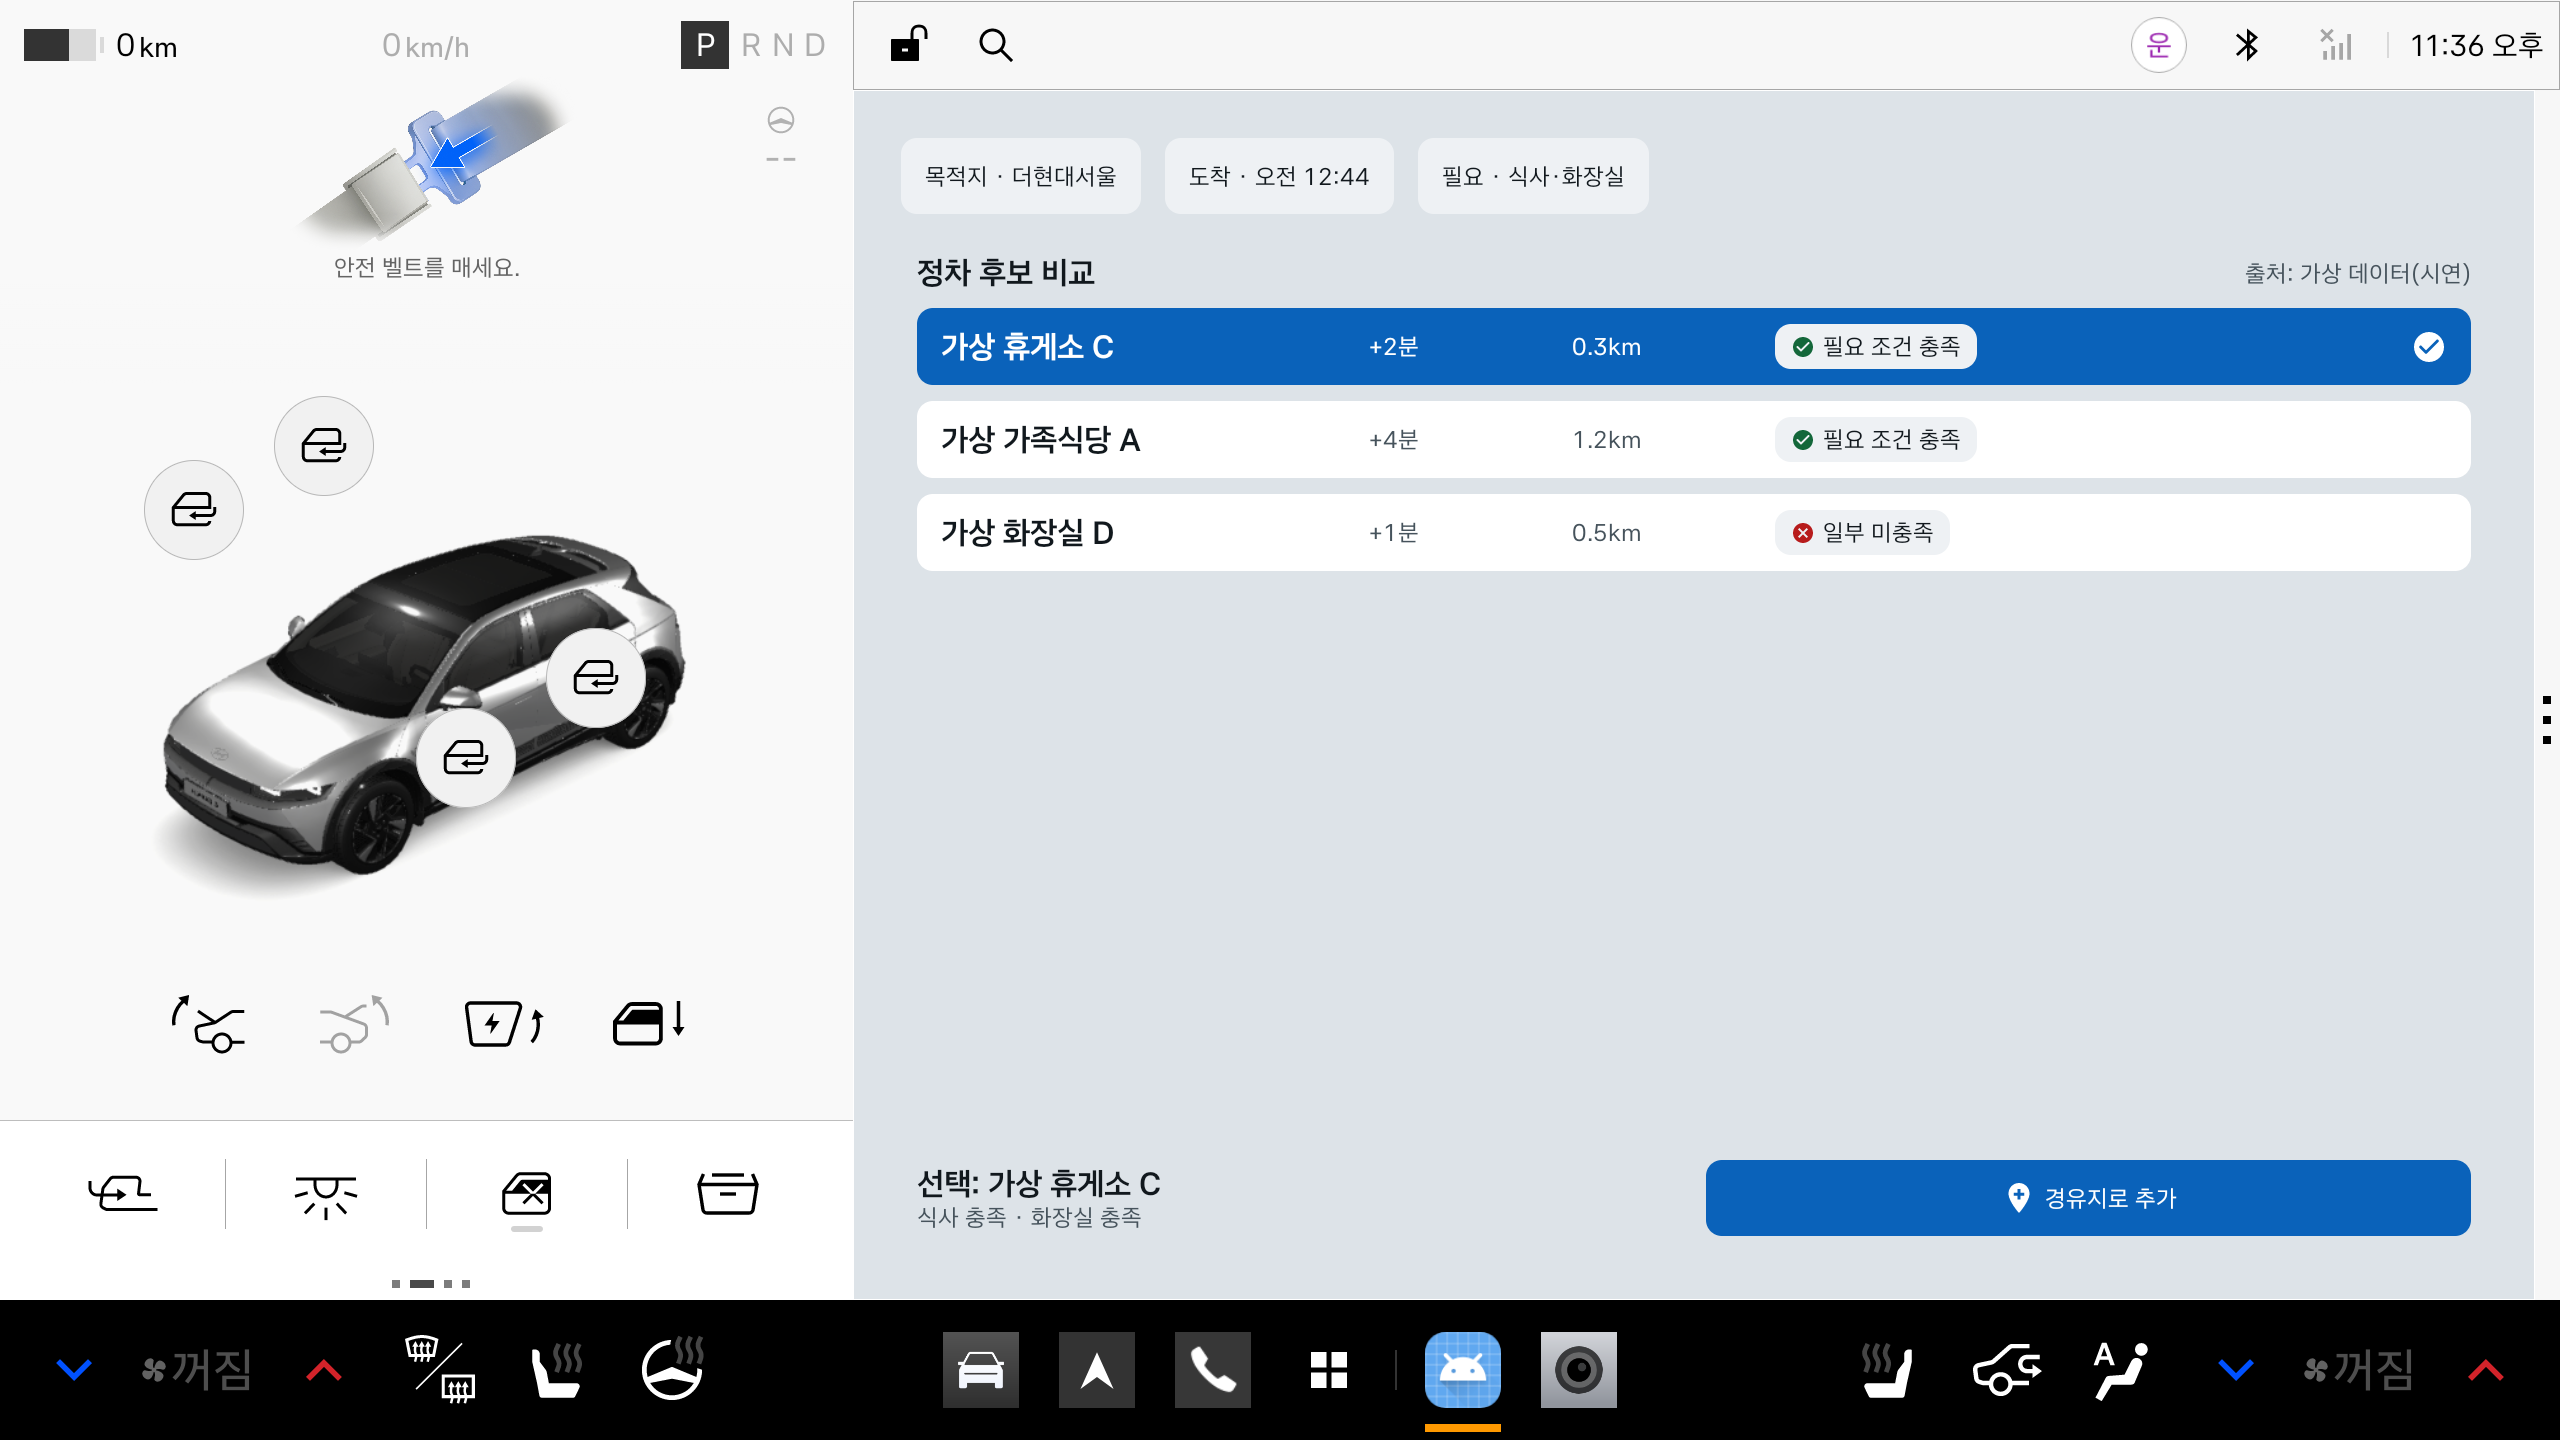 0 km
0 km/h
P R N D
운
11:36 오후
안전 벨트를 매세요.
목적지 · 더현대서울
도착 · 오전 12:44
필요 · 식사·화장실
정차 후보 비교
출처: 가상 데이터(시연)
가상 휴게소 C
+2분
0.3km
필요 조건 충족
가상 가족식당 A
+4분
1.2km
필요 조건 충족
가상 화장실 D
+1분
0.5km
일부 미충족
선택: 가상 휴게소 C
식사 충족 · 화장실 충족
경유지로 추가
꺼짐
A
꺼짐